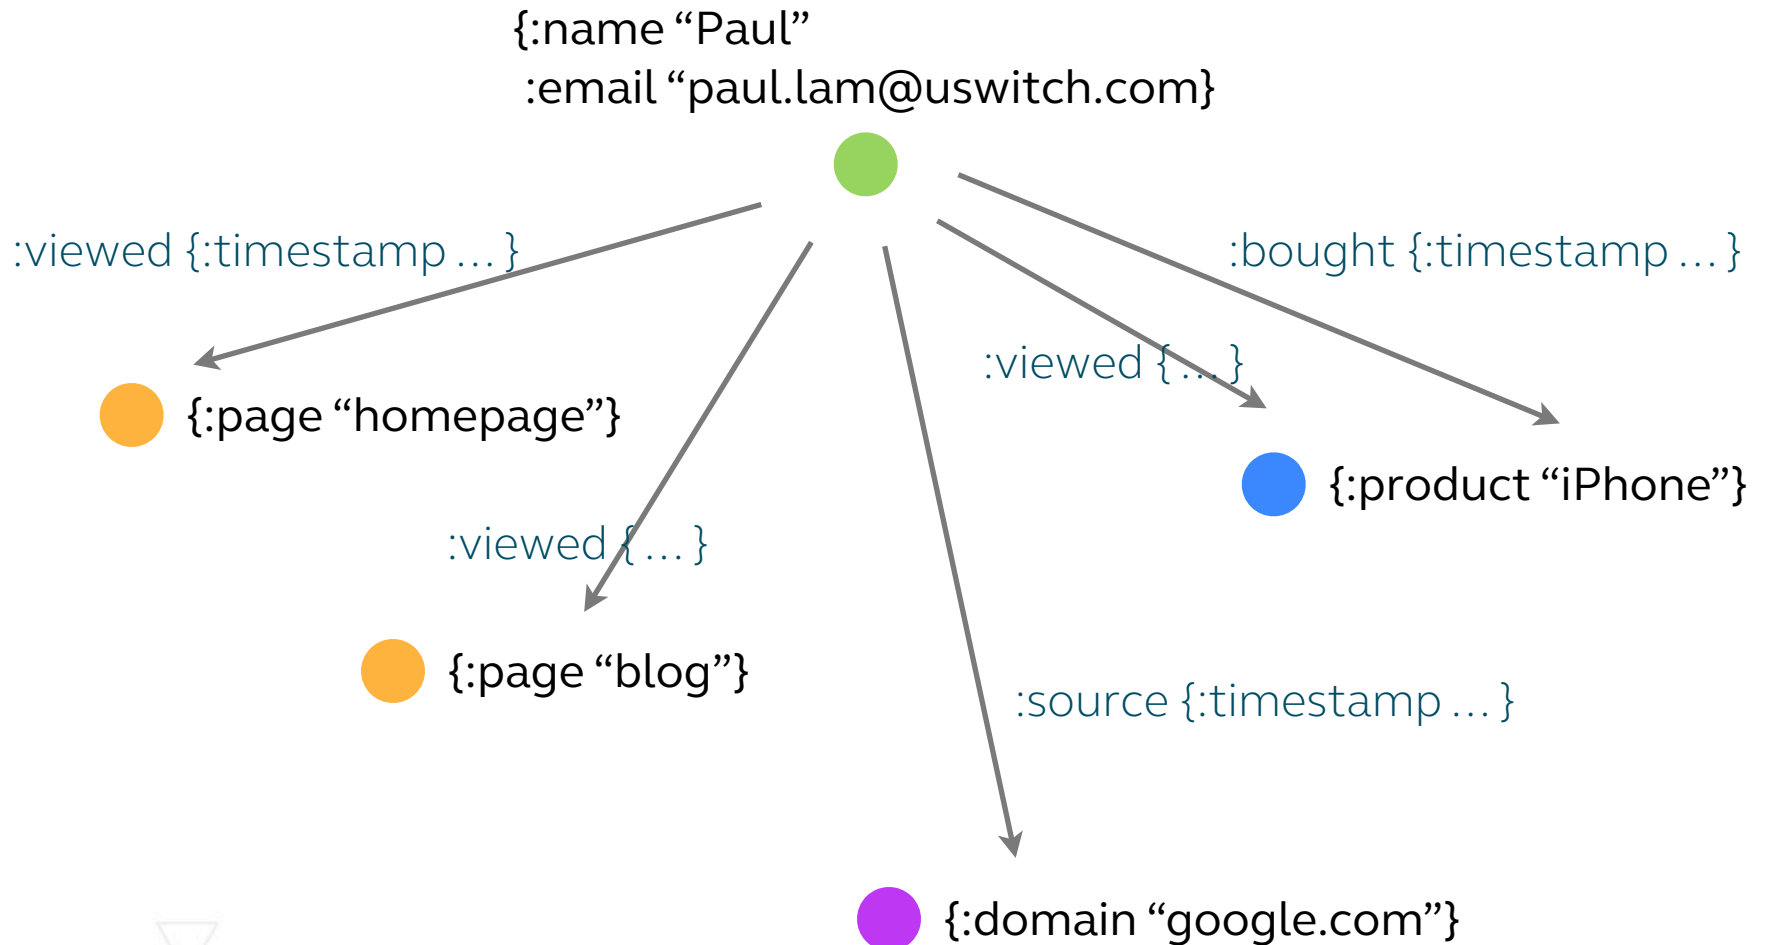 {:name “Paul”
:email “paul.lam@uswitch.com}
:viewed {:timestamp … }
:bought {:timestamp … }
:viewed { … }
{:page “homepage”}
{:product “iPhone”}
:viewed { … }
{:page “blog”}
:source {:timestamp … }
{:domain “google.com”}